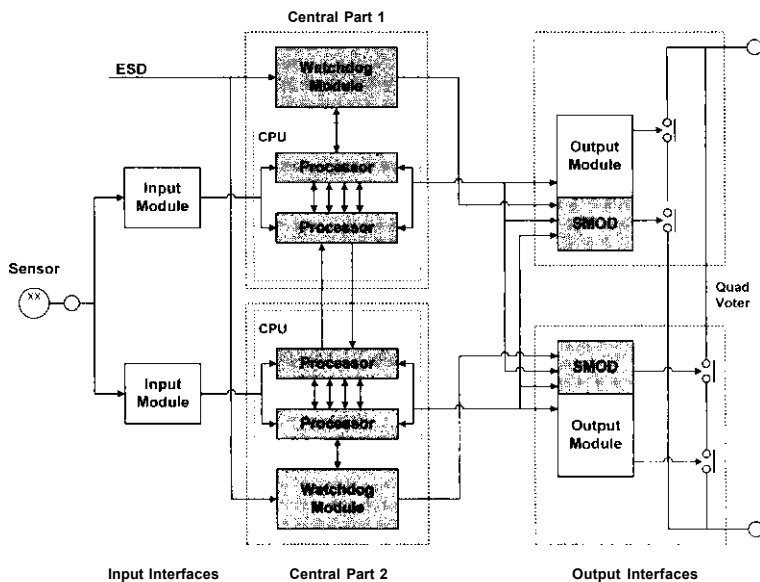 Central Part 1
ESD
Watchdog
Module
CPU
Processor
Processor
Input
Module
Output
Module
SMOD
Sensor
XX
Quad
Voter
CPU
Processor
Processor
Input
Module
SMOD
Output
Module
Watchdog
Module
Input Interfaces
Central Part 2
Output Interfaces